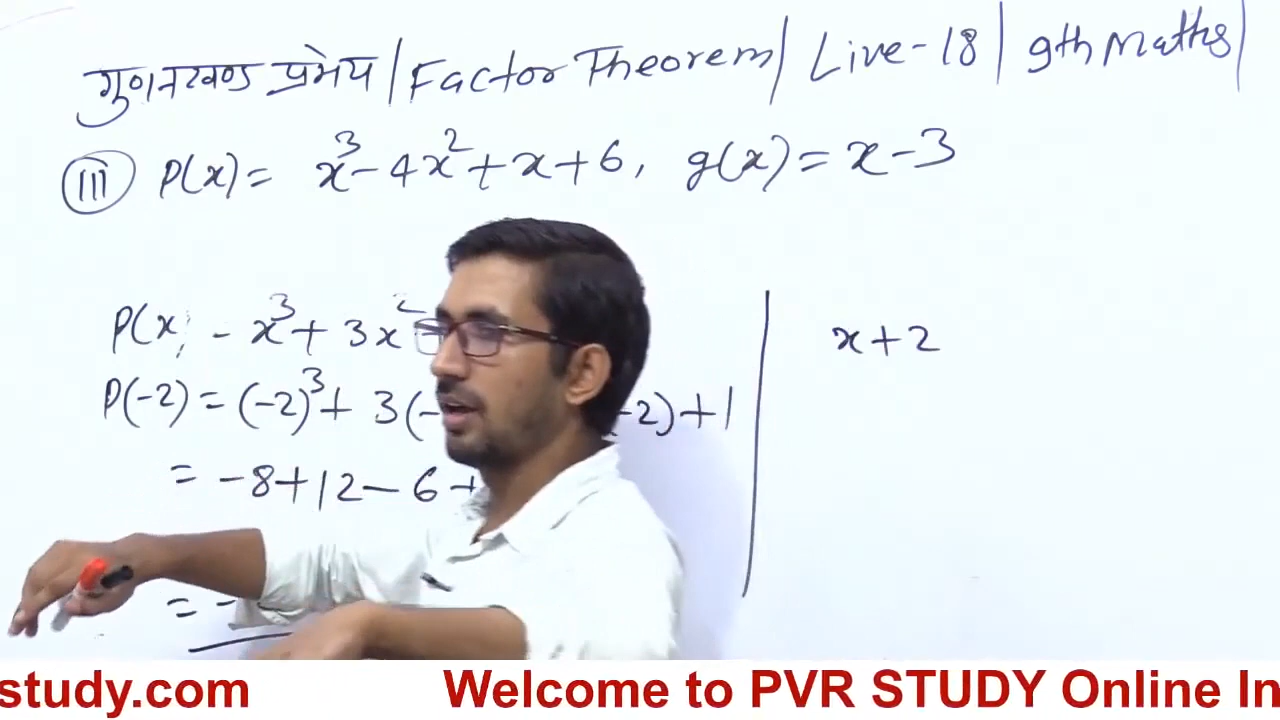 गुणनखण्ड प्रमेय | Factor Theorem | Live-18 | 9th Maths |
(III) P(x) = x³ - 4x² + x + 6, g(x) = x - 3
P(x - x³ + 3x²
x + 2
P(-2) = (-2)³ + 3(- -2) + 1
= -8 + 12 - 6 +
= -
study.com Welcome to PVR STUDY Online In